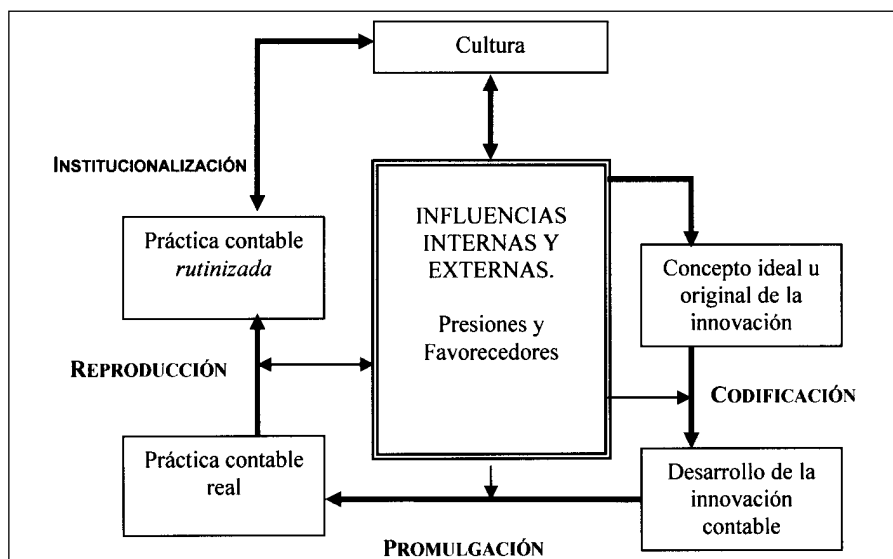 Cultura
INSTITUCIONALIZACIÓN
INFLUENCIAS
INTERNAS Y
EXTERNAS.
Presiones y
Favorecedores
Práctica contable
rutinizada
Concepto ideal u
original de la
innovación
REPRODUCCIÓN
CODIFICACIÓN
Práctica contable
real
Desarrollo de la
innovación
contable
PROMULGACIÓN